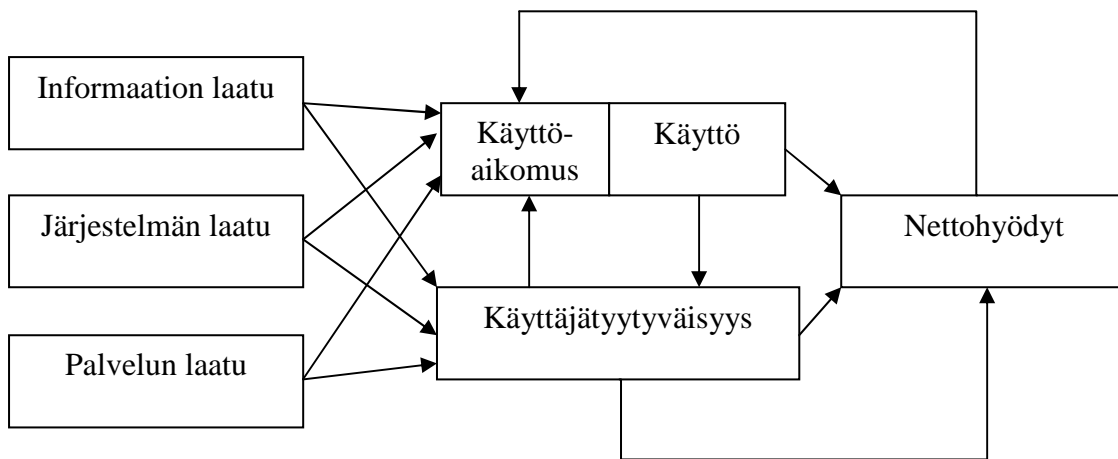 Informaation laatu
Käyttö-
aikomus
Käyttö
Järjestelmän laatu
Nettohyödyt
Käyttäjätyytyväisyys
Palvelun laatu